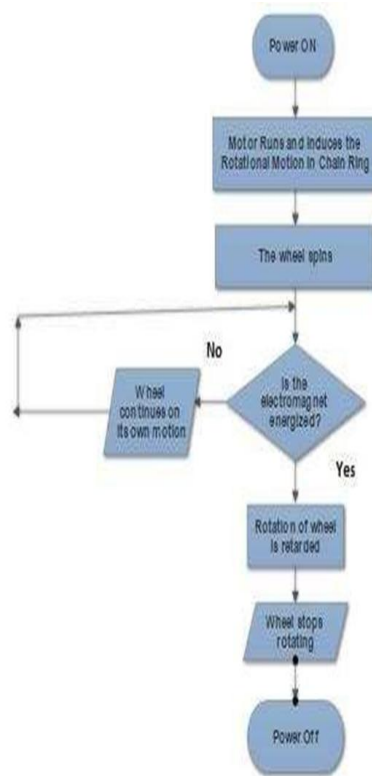 Power ON
Motor Runs and Induces the
Rotational Motion in Chain Ring
The wheel spins
No
Is the
electromagnet
energized?
Wheel
continues on
its own motion
Yes
Rotation of wheel
is retarded
Wheel stops
rotating
Power Off